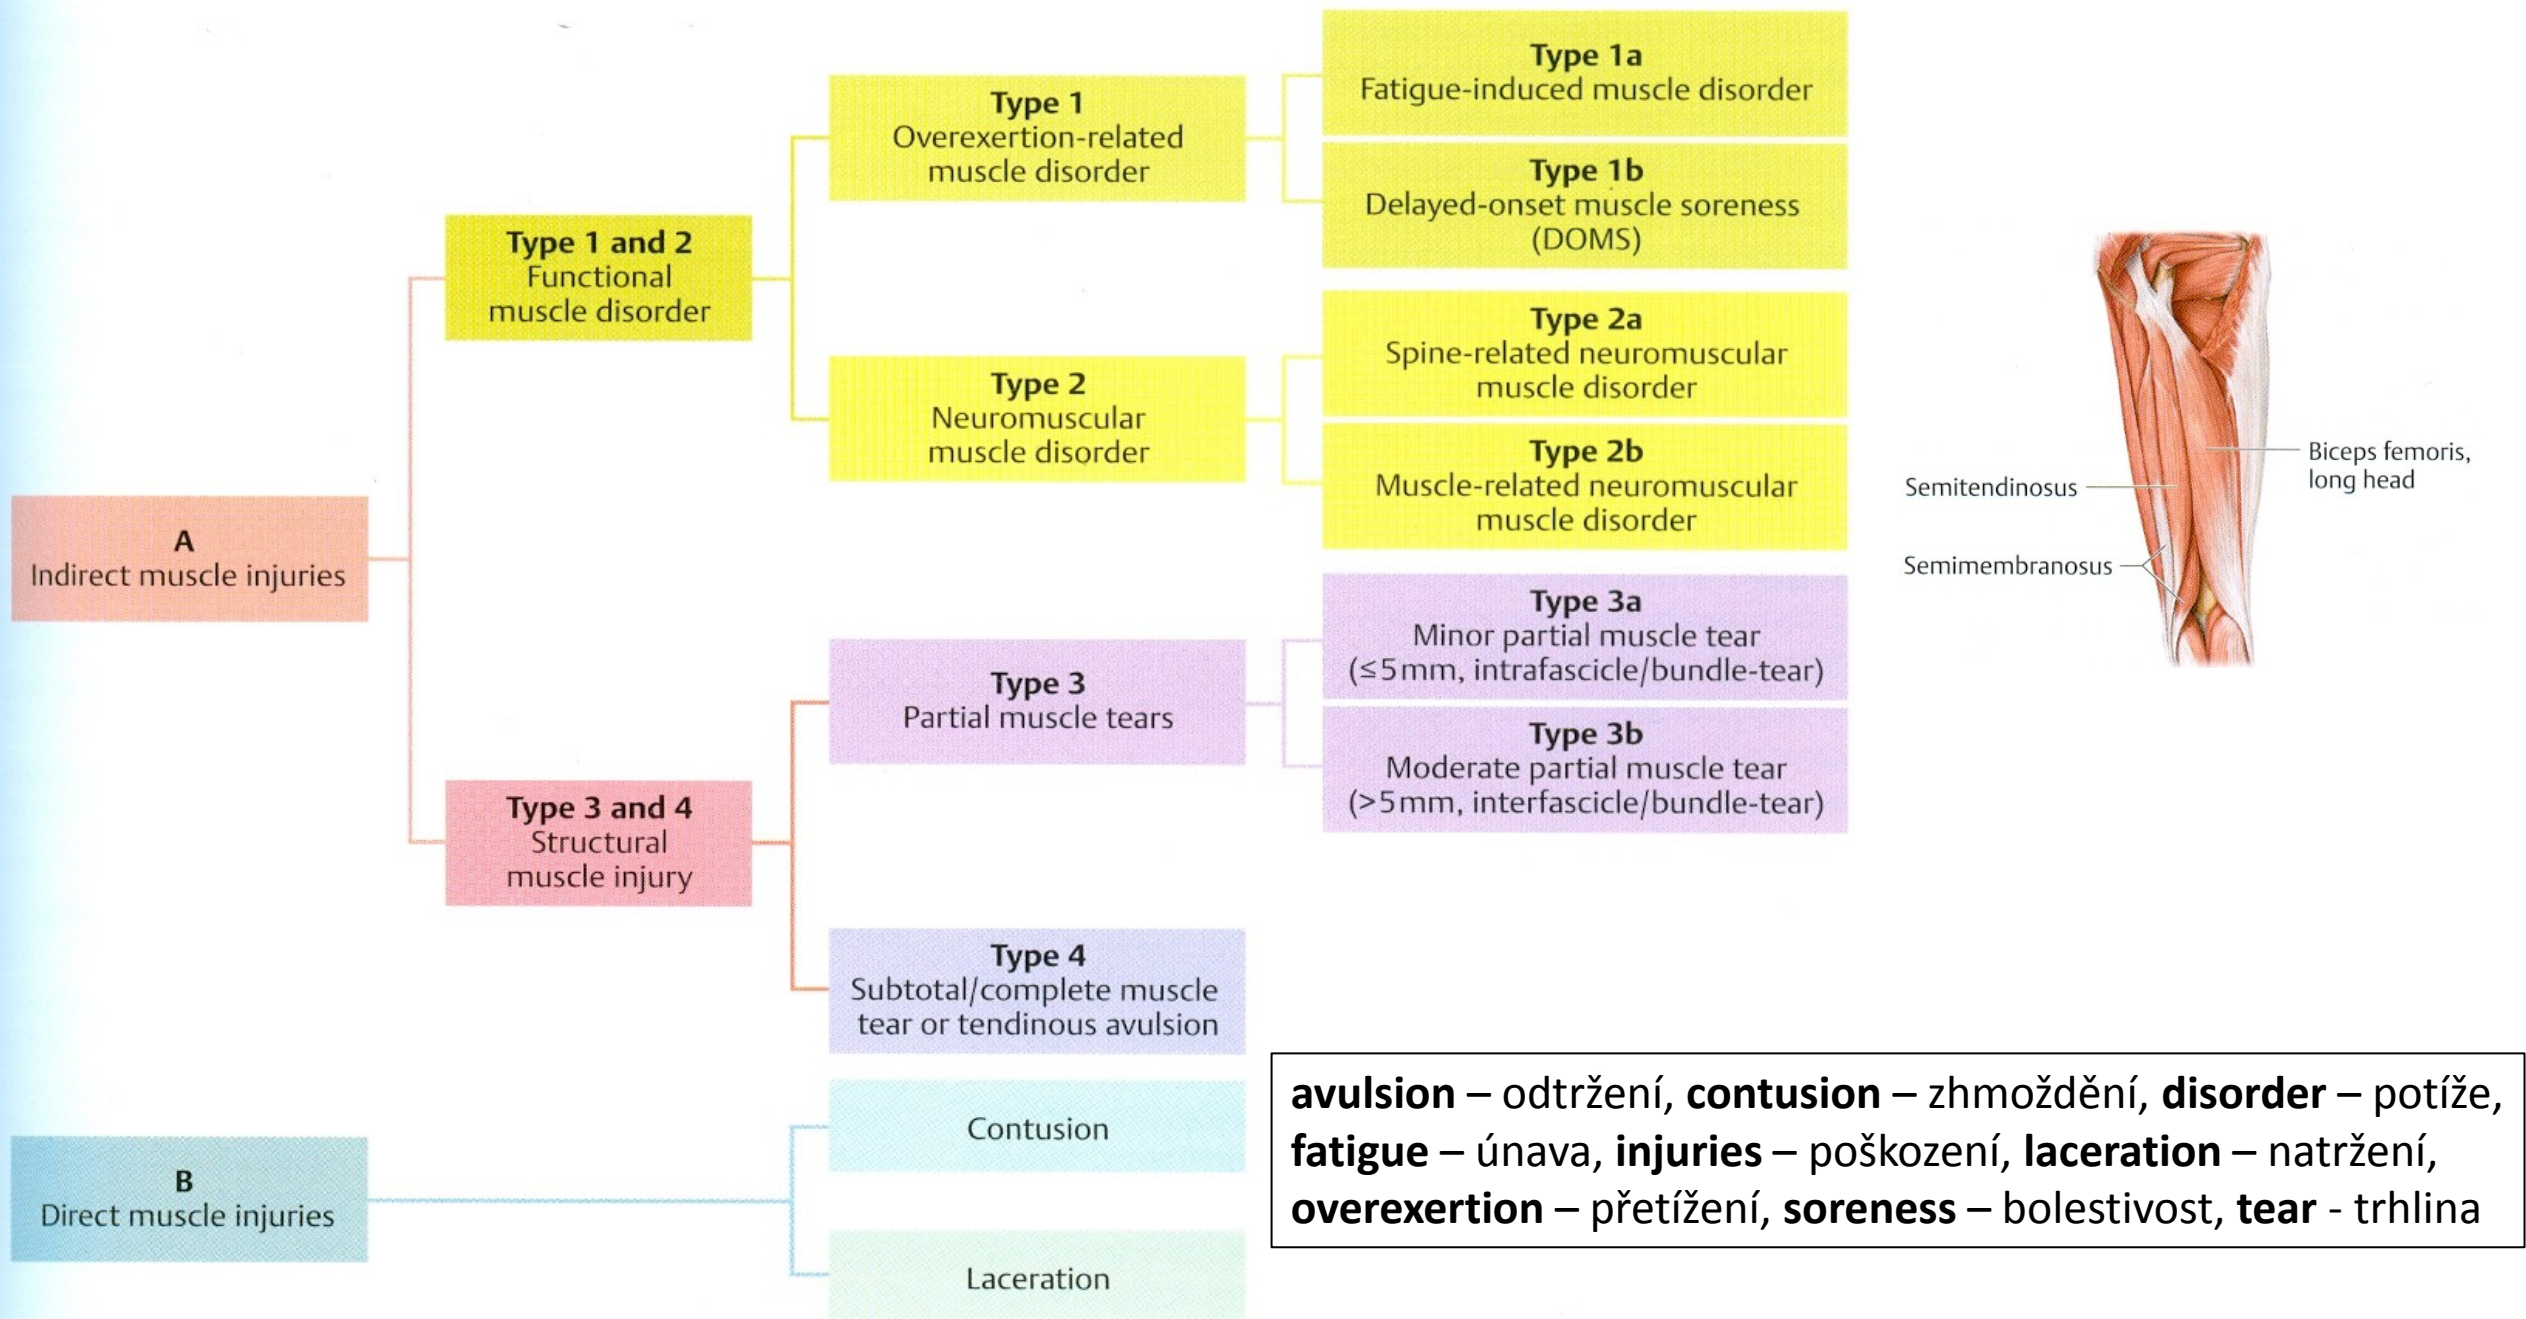 Type 1a
Fatigue-induced muscle disorder
Type 1
Overexertion-related
muscle disorder
Type 1b
Delayed-onset muscle soreness
(DOMS)
Type 1 and 2
Functional
muscle disorder
Type 2a
Spine-related neuromuscular
muscle disorder
Type 2
Neuromuscular
muscle disorder
Type 2b
Muscle-related neuromuscular
muscle disorder
A
Indirect muscle injuries
Type 3a
Minor partial muscle tear
(≤5mm, intrafascicle/bundle-tear)
Type 3
Partial muscle tears
Type 3b
Moderate partial muscle tear
(>5mm, interfascicle/bundle-tear)
Type 3 and 4
Structural
muscle injury
Type 4
Subtotal/complete muscle
tear or tendinous avulsion
Contusion
B
Direct muscle injuries
Laceration
Biceps femoris,
long head
Semitendinosus
Semimembranosus
avulsion – odtržení, contusion – zhmoždění, disorder – potíže,
fatigue – únava, injuries – poškození, laceration – natržení,
overexertion – přetížení, soreness – bolestivost, tear - trhlina